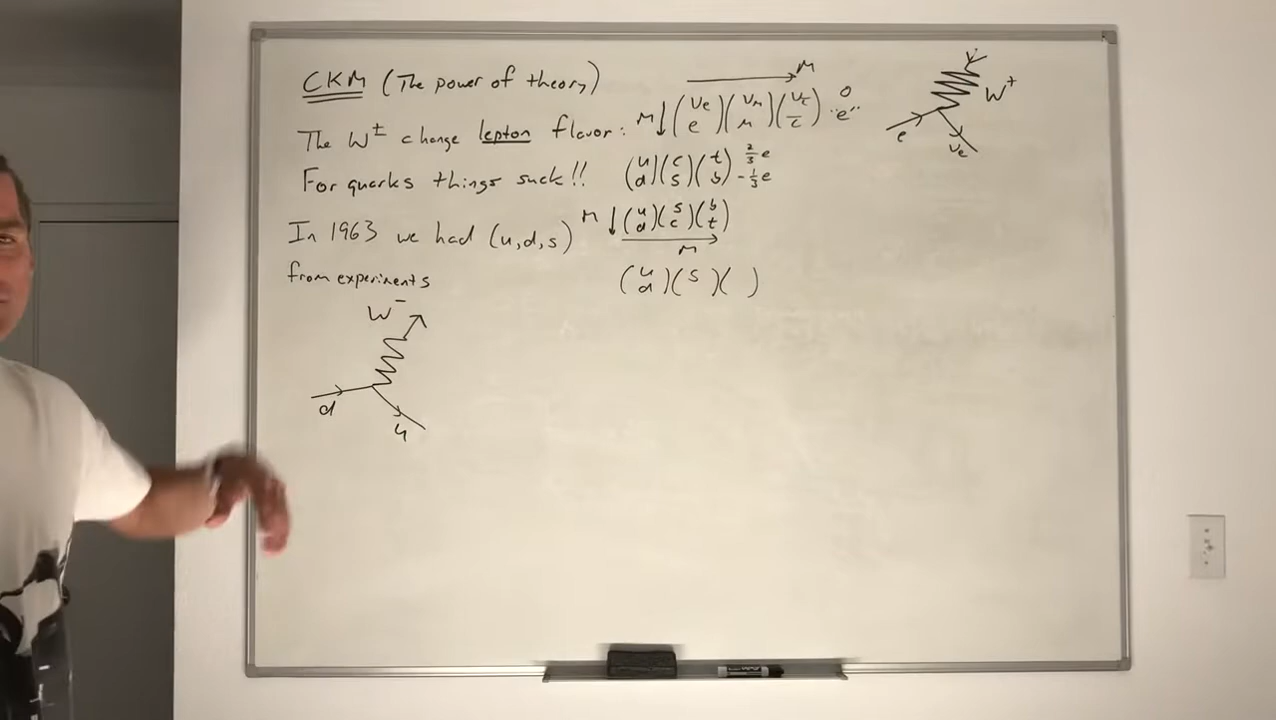 CKM (The power of theory)
M
The W± change lepton flavor: M↓ (νe e)(νμ μ)(ντ τ) 0 "e"
For quarks things suck!! (u d)(c s)(t b) 2/3 e -1/3 e
In 1963 we had (u,d,s) M↓ (u d)(s c)(b t)
M
from experiments (u d)(s )( )
W⁺
e
νe
W⁻
d
u